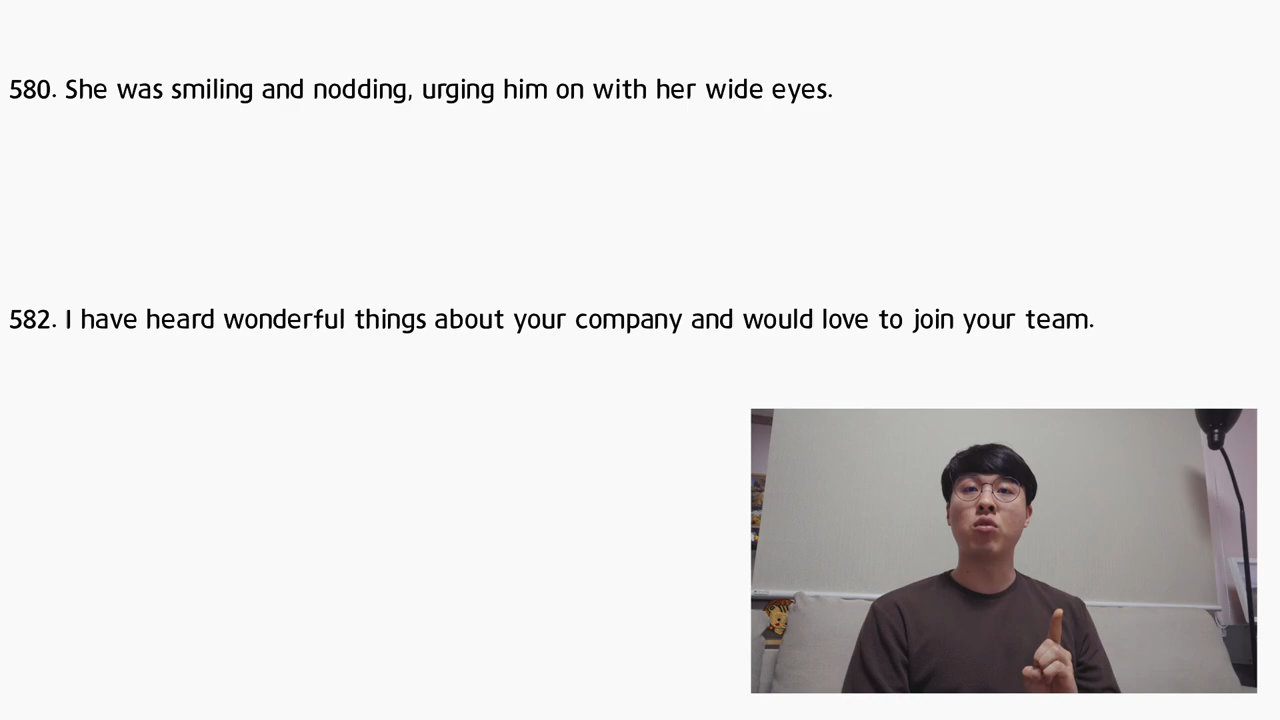 580. She was smiling and nodding, urging him on with her wide eyes.
582. I have heard wonderful things about your company and would love to join your team.